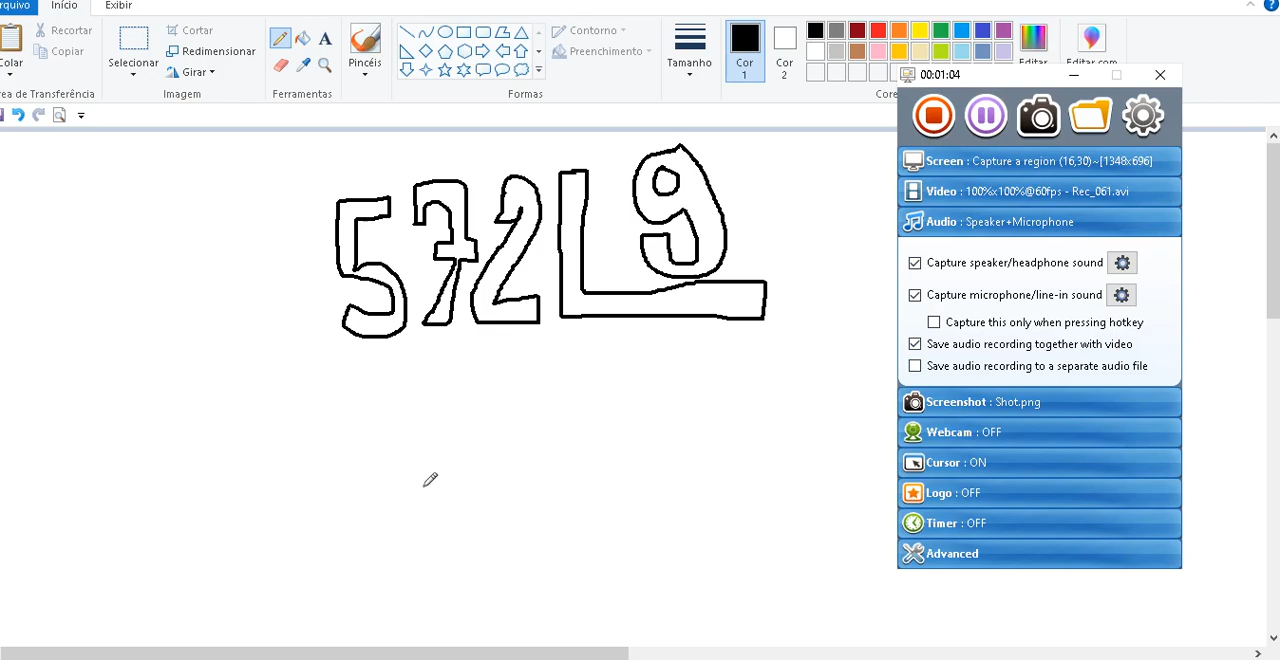 rquivo Início Exibir
Colar Recortar Copiar
Selecionar Redimensionar Girar
Pincéis
Contorno Preenchimento
Tamanho
Cor 1
Cor 2
Editar Editar com
rea de Transferência Imagem Ferramentas Formas Core
00:01:04
Screen : Capture a region (16,30)~[1348x696]
Video : 100%x100%@60fps - Rec_061.avi
Audio : Speaker+Microphone
Capture speaker/headphone sound
Capture microphone/line-in sound
Capture this only when pressing hotkey
Save audio recording together with video
Save audio recording to a separate audio file
Screenshot : Shot.png
Webcam : OFF
Cursor : ON
Logo : OFF
Timer : OFF
Advanced
572L9